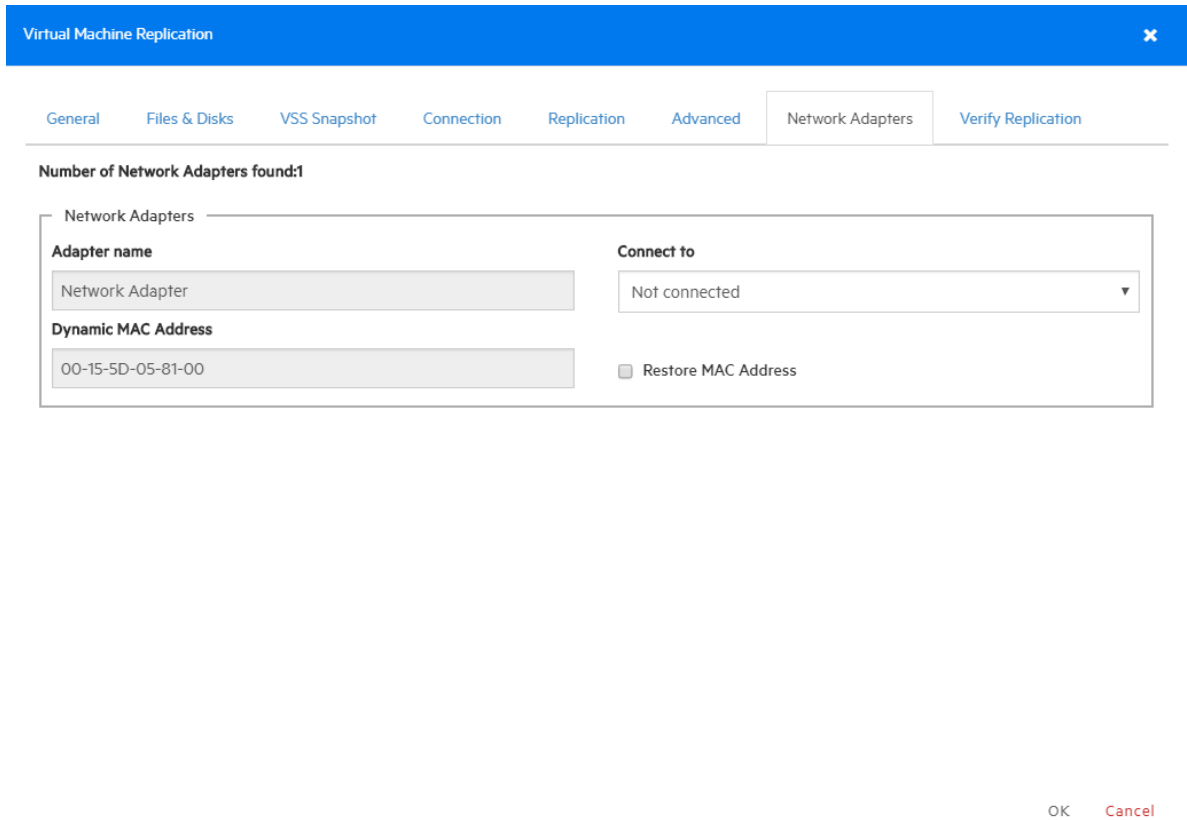 Virtual Machine Replication
General Files & Disks VSS Snapshot Connection Replication Advanced Network Adapters Verify Replication
Number of Network Adapters found:1
Network Adapters
Adapter name Connect to
Network Adapter Not connected
Dynamic MAC Address
00-15-5D-05-81-00 Restore MAC Address
OK Cancel